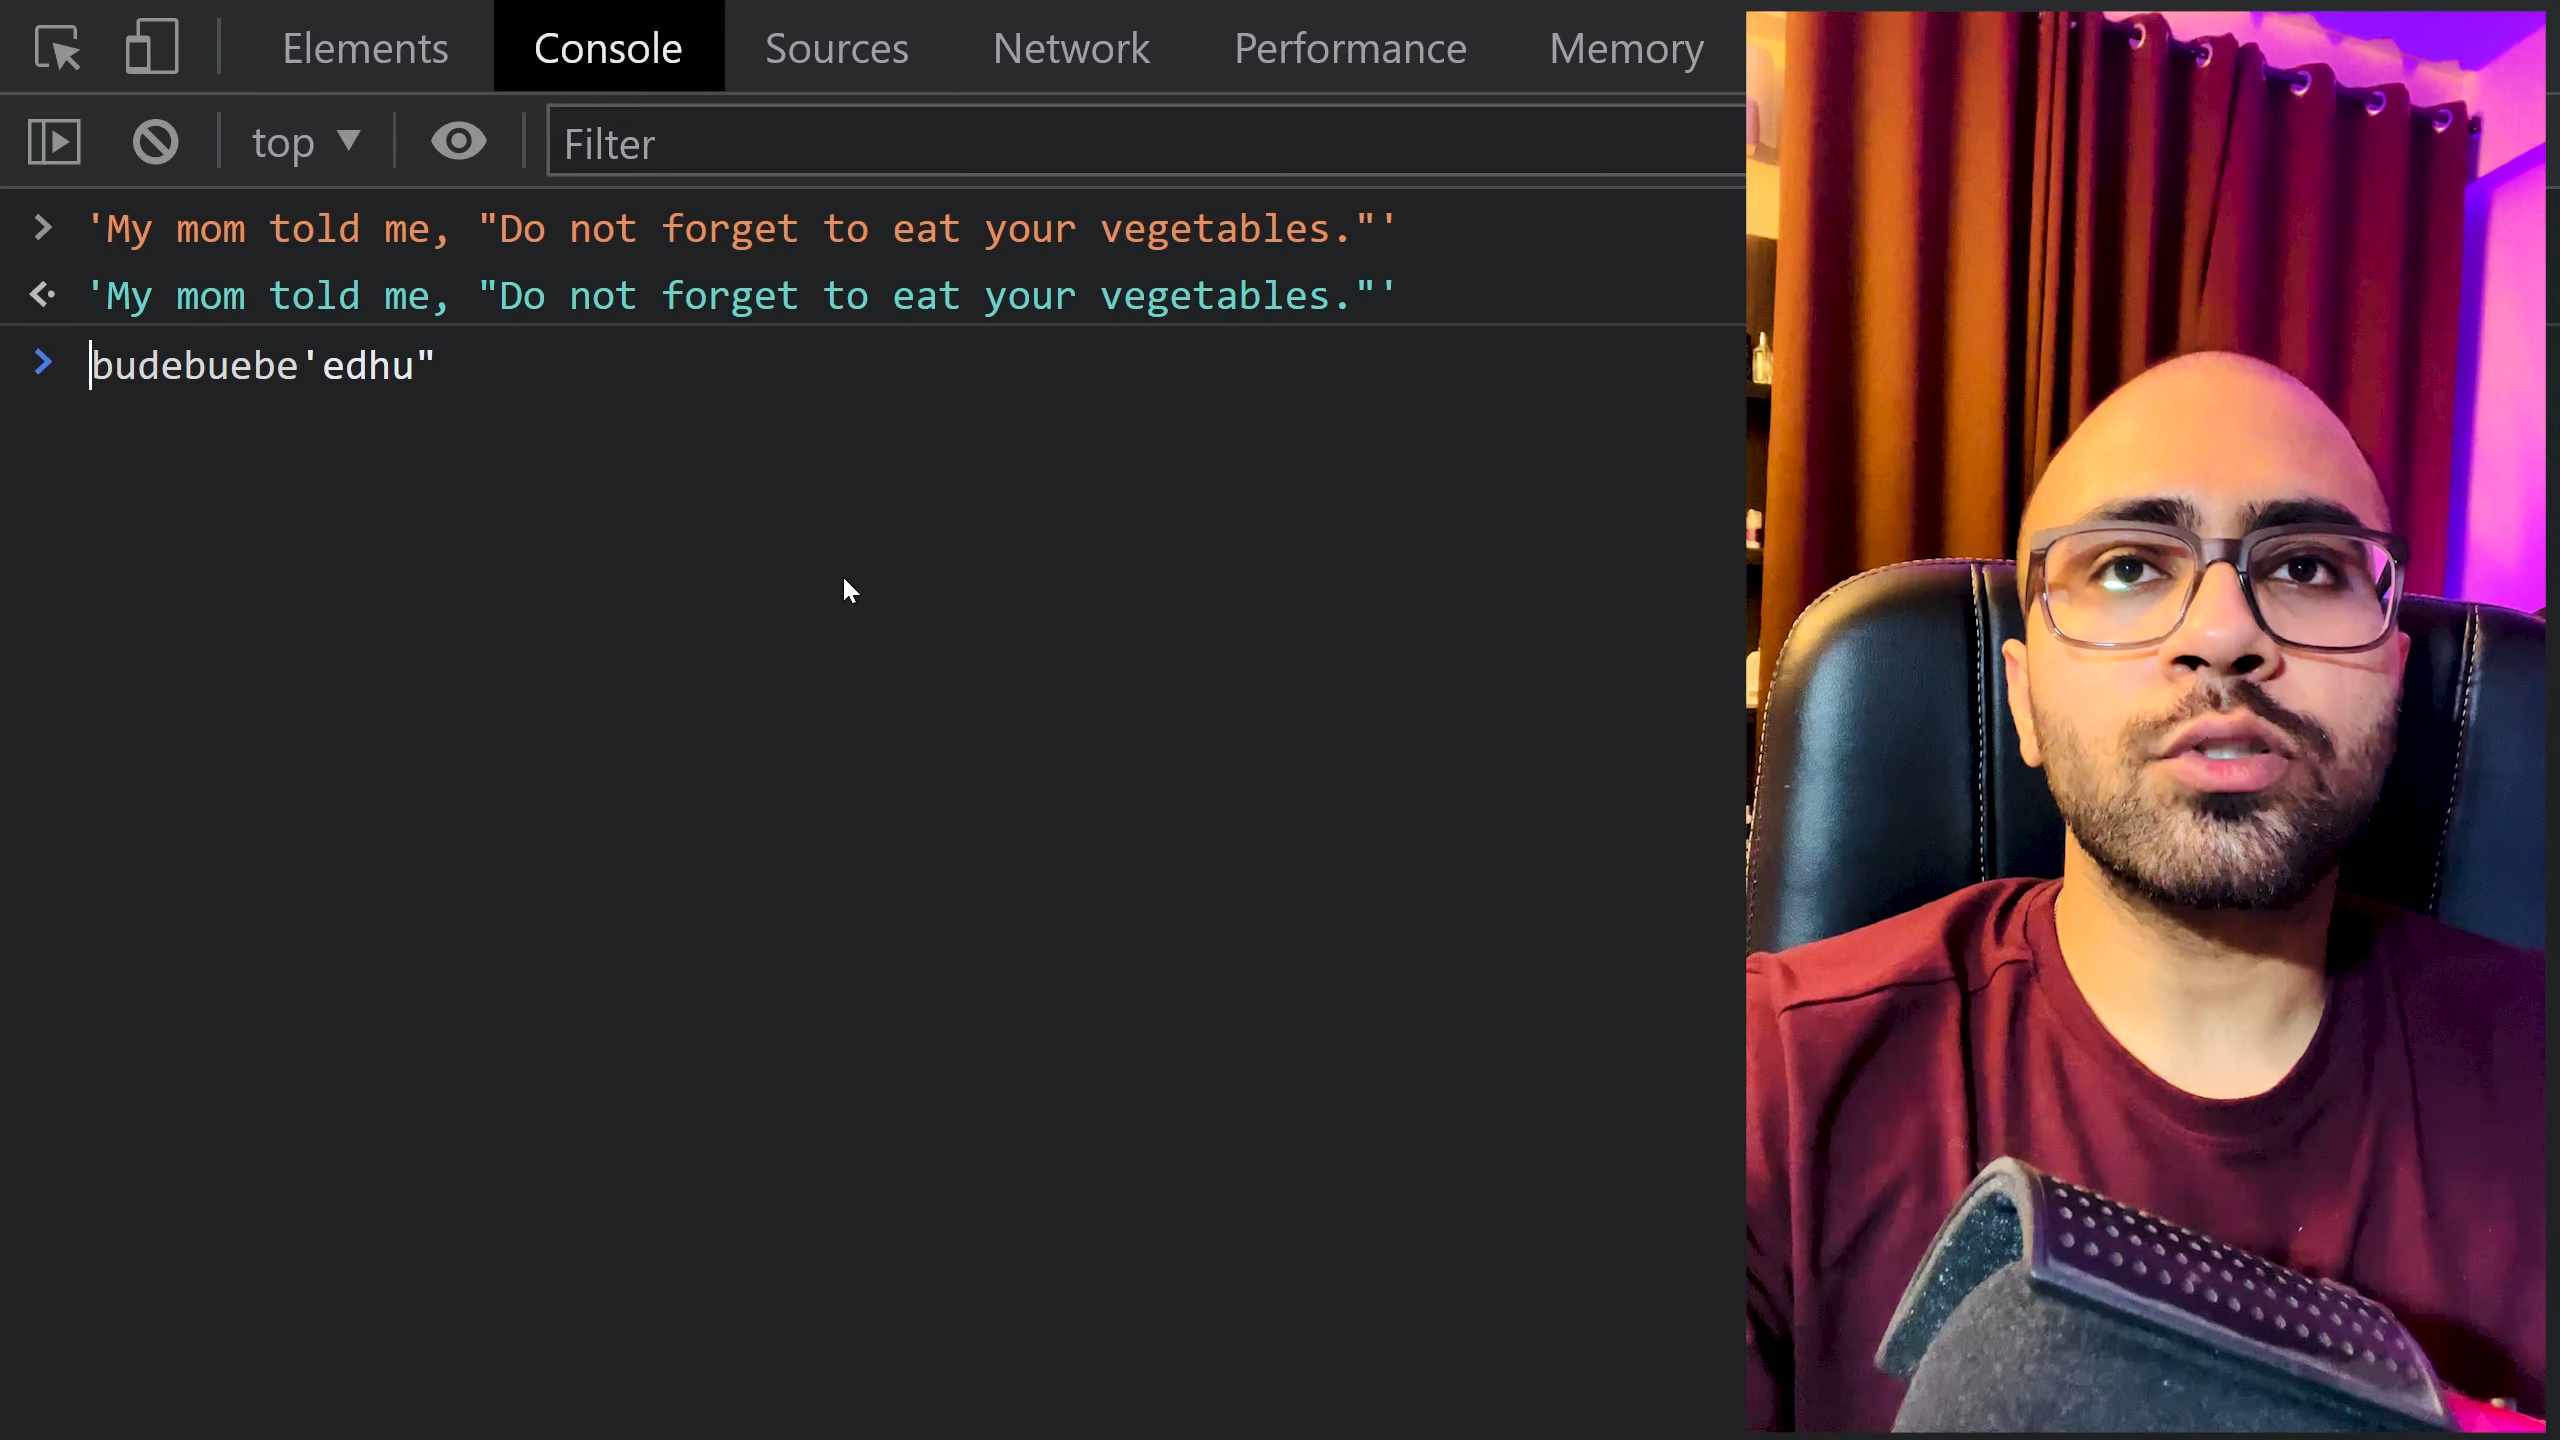 Elements Console Sources Network Performance Memory
top Filter
'My mom told me, "Do not forget to eat your vegetables."'
'My mom told me, "Do not forget to eat your vegetables."'
budebuebe'edhu"